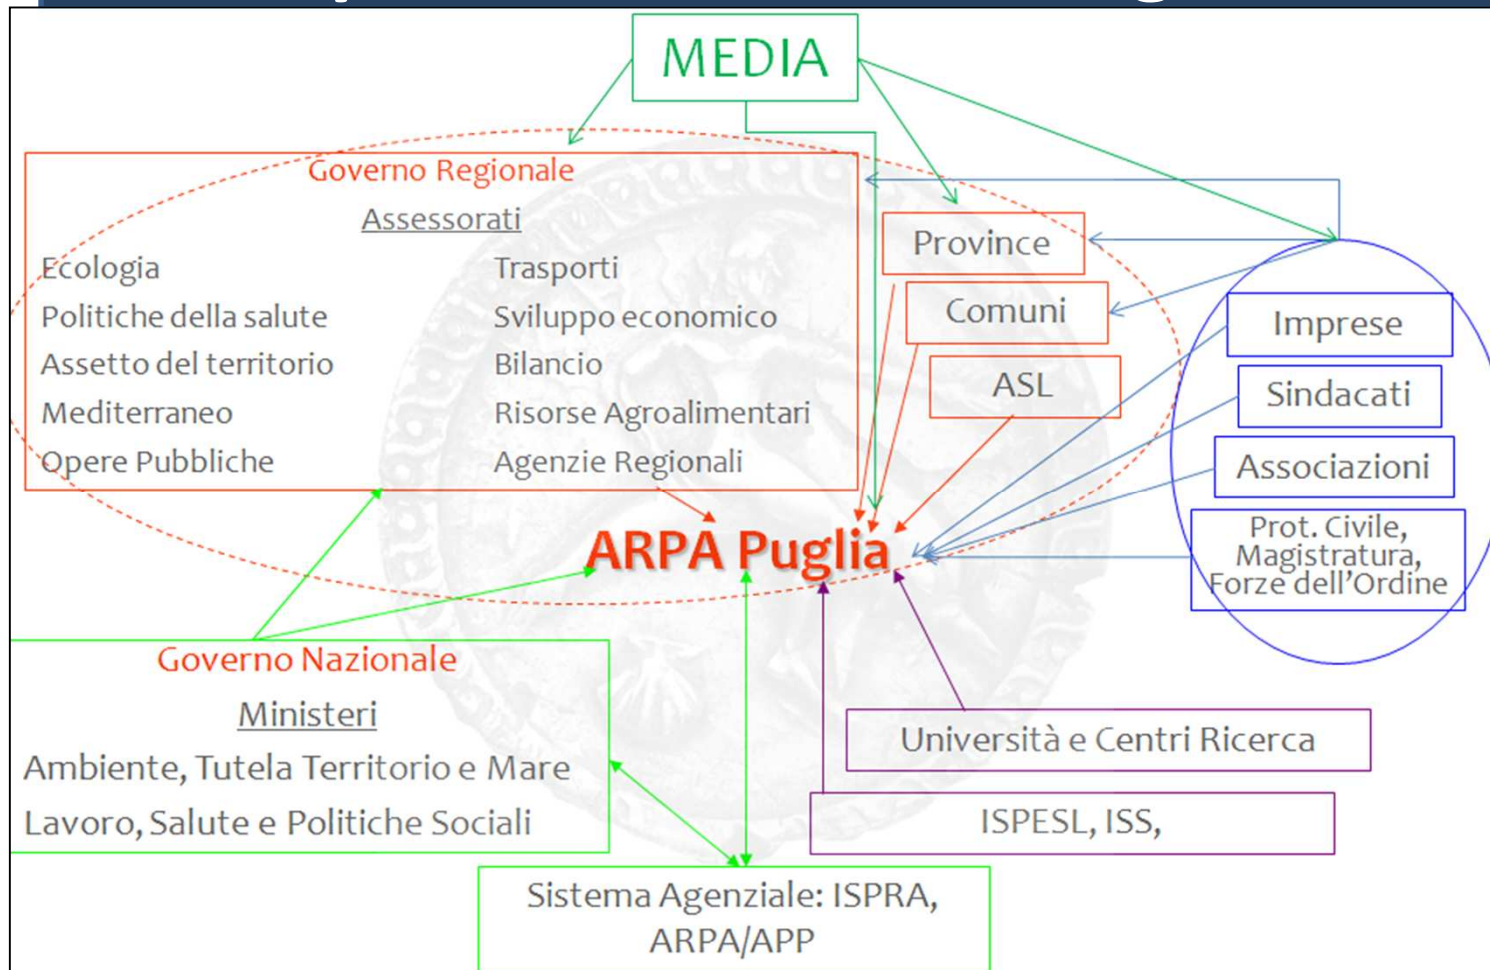 MEDIA
Governo Regionale
Assessorati
Ecologia
Politiche della salute
Assetto del territorio
Mediterraneo
Opere Pubbliche
Trasporti
Sviluppo economico
Bilancio
Risorse Agroalimentari
Agenzie Regionali
Province
Comuni
ASL
Imprese
Sindacati
Associazioni
Prot. Civile,
Magistratura,
Forze dell'Ordine
ARPA Puglia
Governo Nazionale
Ministeri
Ambiente, Tutela Territorio e Mare
Lavoro, Salute e Politiche Sociali
Università e Centri Ricerca
ISPESL, ISS,
Sistema Agenziale: ISPRA,
ARPA/APP